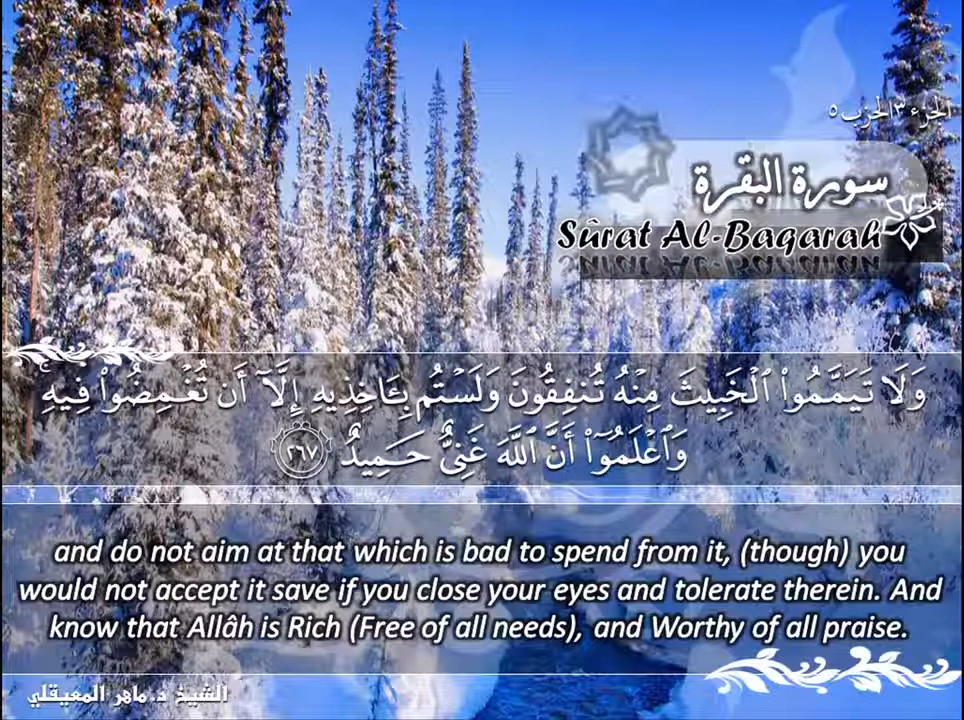 الجزء ٣ الحزب ٥
سورة البقرة
Sûrat Al-Baqarah
وَلَا تَيَمَّمُوا۟ ٱلْخَبِيثَ مِنْهُ تُنفِقُونَ وَلَسْتُم بِـَٔاخِذِيهِ إِلَّآ أَن تُغْمِضُوا۟ فِيهِ ۚ
وَٱعْلَمُوٓا۟ أَنَّ ٱللَّهَ غَنِىٌّ حَمِيدٌ ٢٦٧
and do not aim at that which is bad to spend from it, (though) you
would not accept it save if you close your eyes and tolerate therein. And
know that Allâh is Rich (Free of all needs), and Worthy of all praise.
الشيخ د. ماهر المعيقلي